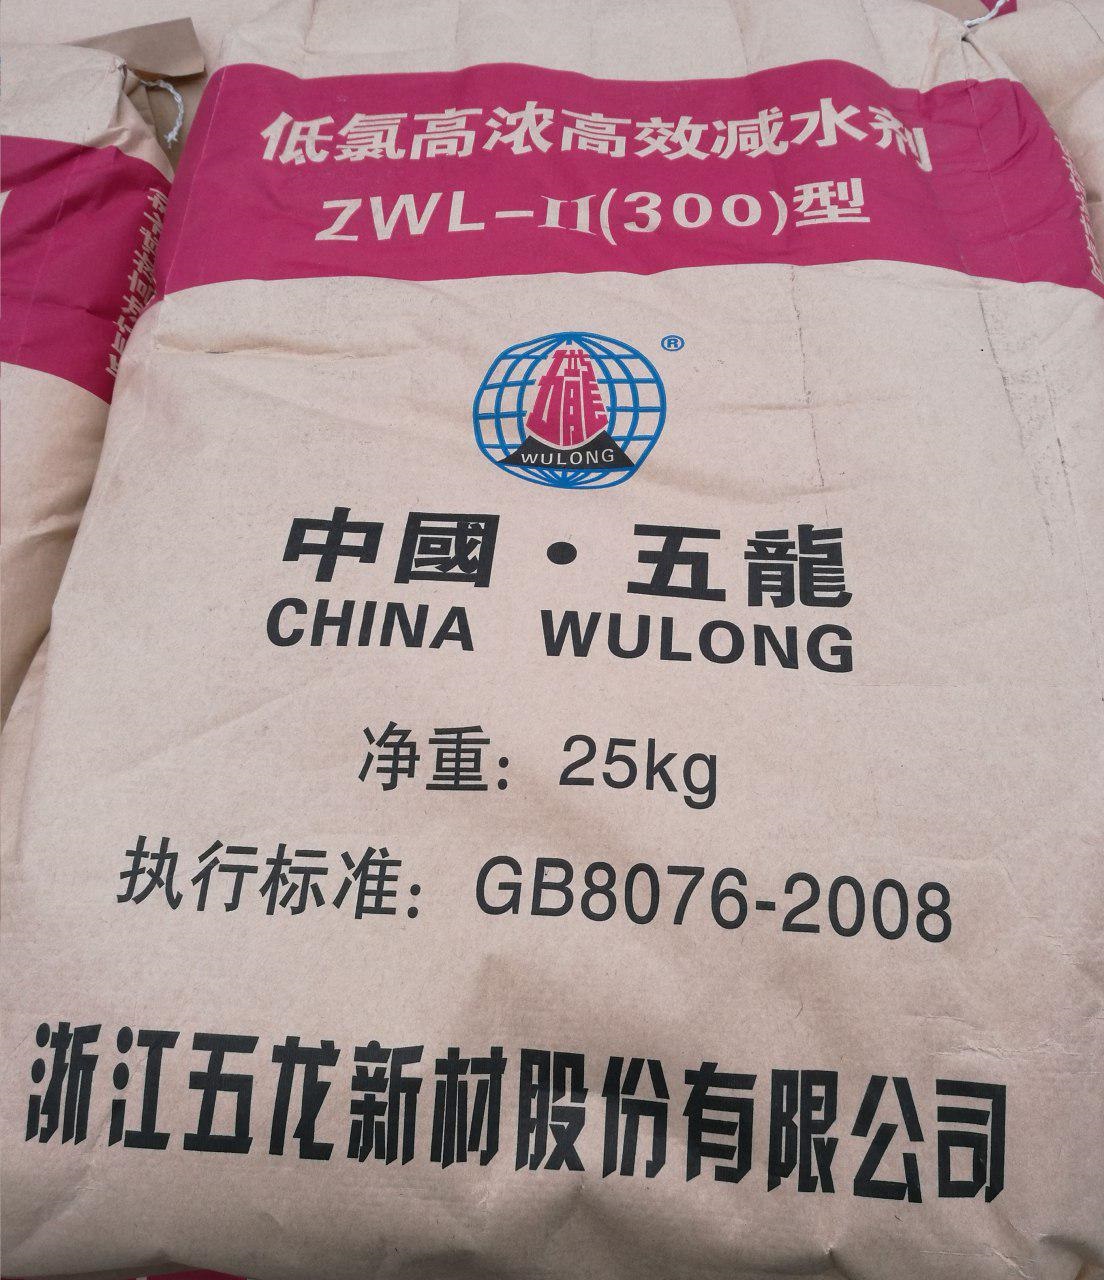 低氯高浓高效减水剂
ZWL-II(300)型
®
五龍
WULONG
中國·五龍
CHINA WULONG
净重：25kg
执行标准：GB8076-2008
浙江五龙新材股份有限公司